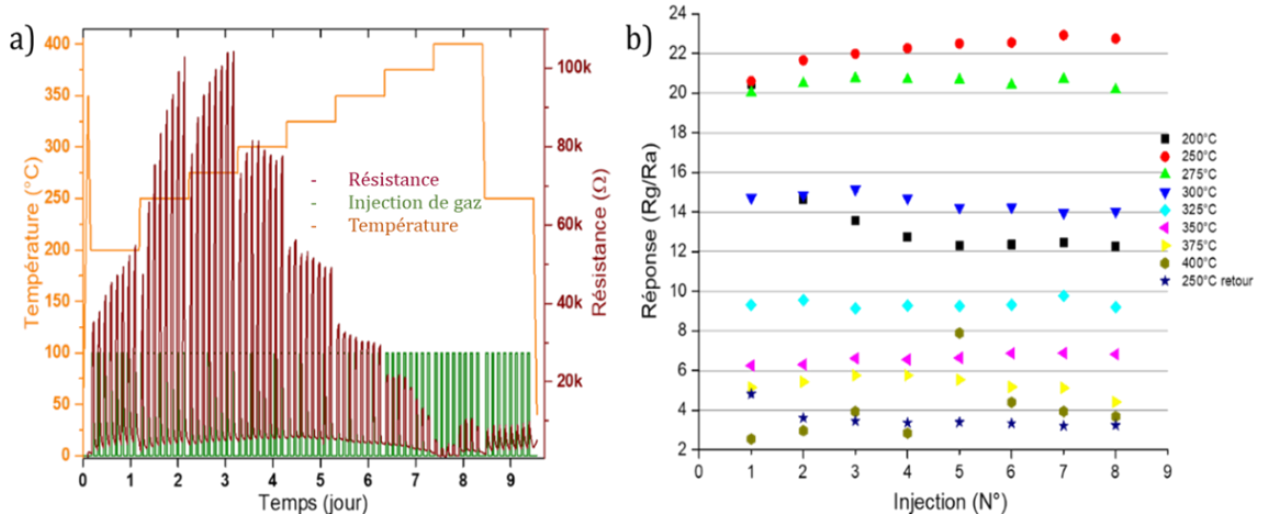 a)
400
350
300
250
200
150
100
50
0
Température (°C)
100k
80k
60k
40k
20k
Résistance (Ω)
- Résistance
- Injection de gaz
- Température
0 1 2 3 4 5 6 7 8 9
Temps (jour)
b)
24
22
20
18
16
14
12
10
8
6
4
2
Réponse (Rg/Ra)
200°C
250°C
275°C
300°C
325°C
350°C
375°C
400°C
250°C retour
0 1 2 3 4 5 6 7 8 9
Injection (N°)